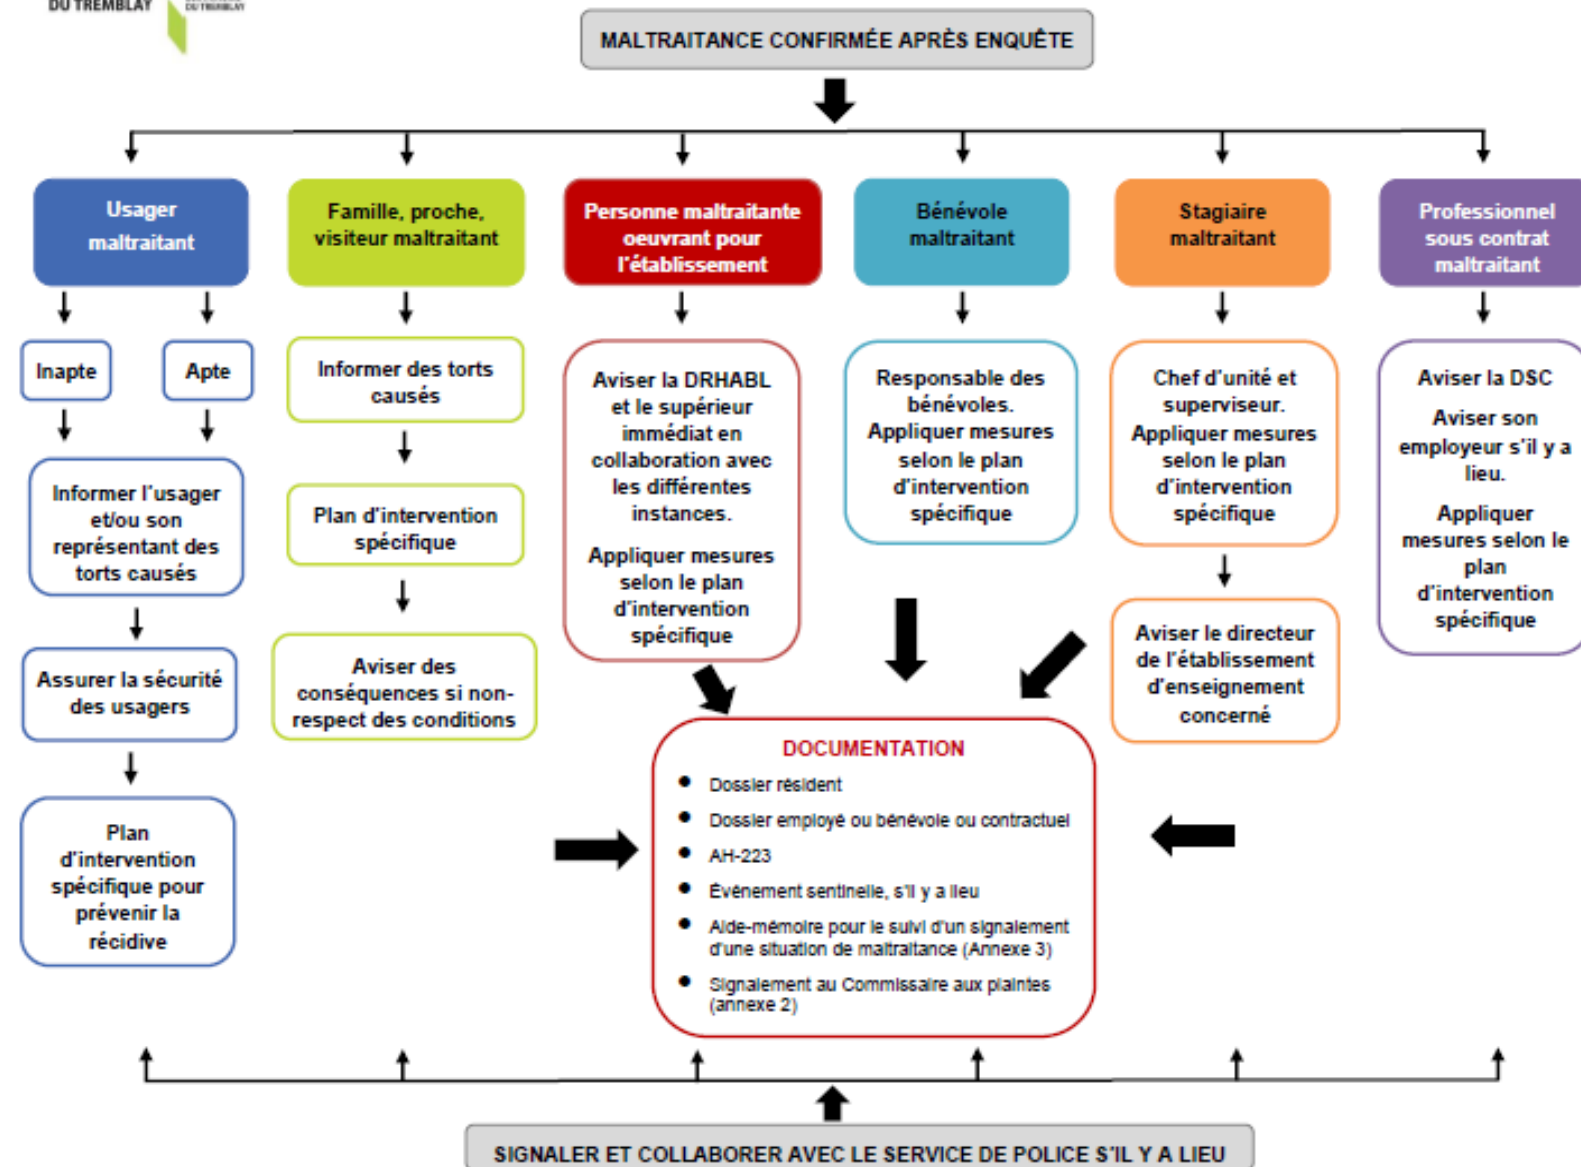 DU TREMBLAY
DU TREMBLAY
MALTRAITANCE CONFIRMÉE APRÈS ENQUÊTE
Usager
maltraitant
Famille, proche,
visiteur maltraitant
Personne maltraitante
oeuvrant pour
l'établissement
Bénévole
maltraitant
Stagiaire
maltraitant
Professionnel
sous contrat
maltraitant
Inapte
Apte
Informer l'usager
et/ou son
représentant des
torts causés
Assurer la sécurité
des usagers
Plan
d'intervention
spécifique pour
prévenir la
récidive
Informer des torts
causés
Plan d'intervention
spécifique
Aviser des
conséquences si non-
respect des conditions
Aviser la DRHABL
et le supérieur
immédiat en
collaboration avec
les différentes
instances.
Appliquer mesures
selon le plan
d'intervention
spécifique
Responsable des
bénévoles.
Appliquer mesures
selon le plan
d'intervention
spécifique
Chef d'unité et
superviseur.
Appliquer mesures
selon le plan
d'intervention
spécifique
Aviser le directeur
de l'établissement
d'enseignement
concerné
Aviser la DSC
Aviser son
employeur s'il y a
lieu.
Appliquer
mesures selon le
plan
d'intervention
spécifique
DOCUMENTATION
● Dossier résident
● Dossier employé ou bénévole ou contractuel
● AH-223
● Événement sentinelle, s'il y a lieu
● Aide-mémoire pour le suivi d'un signalement
d'une situation de maltraitance (Annexe 3)
● Signalement au Commissaire aux plaintes
(annexe 2)
SIGNALER ET COLLABORER AVEC LE SERVICE DE POLICE S'IL Y A LIEU